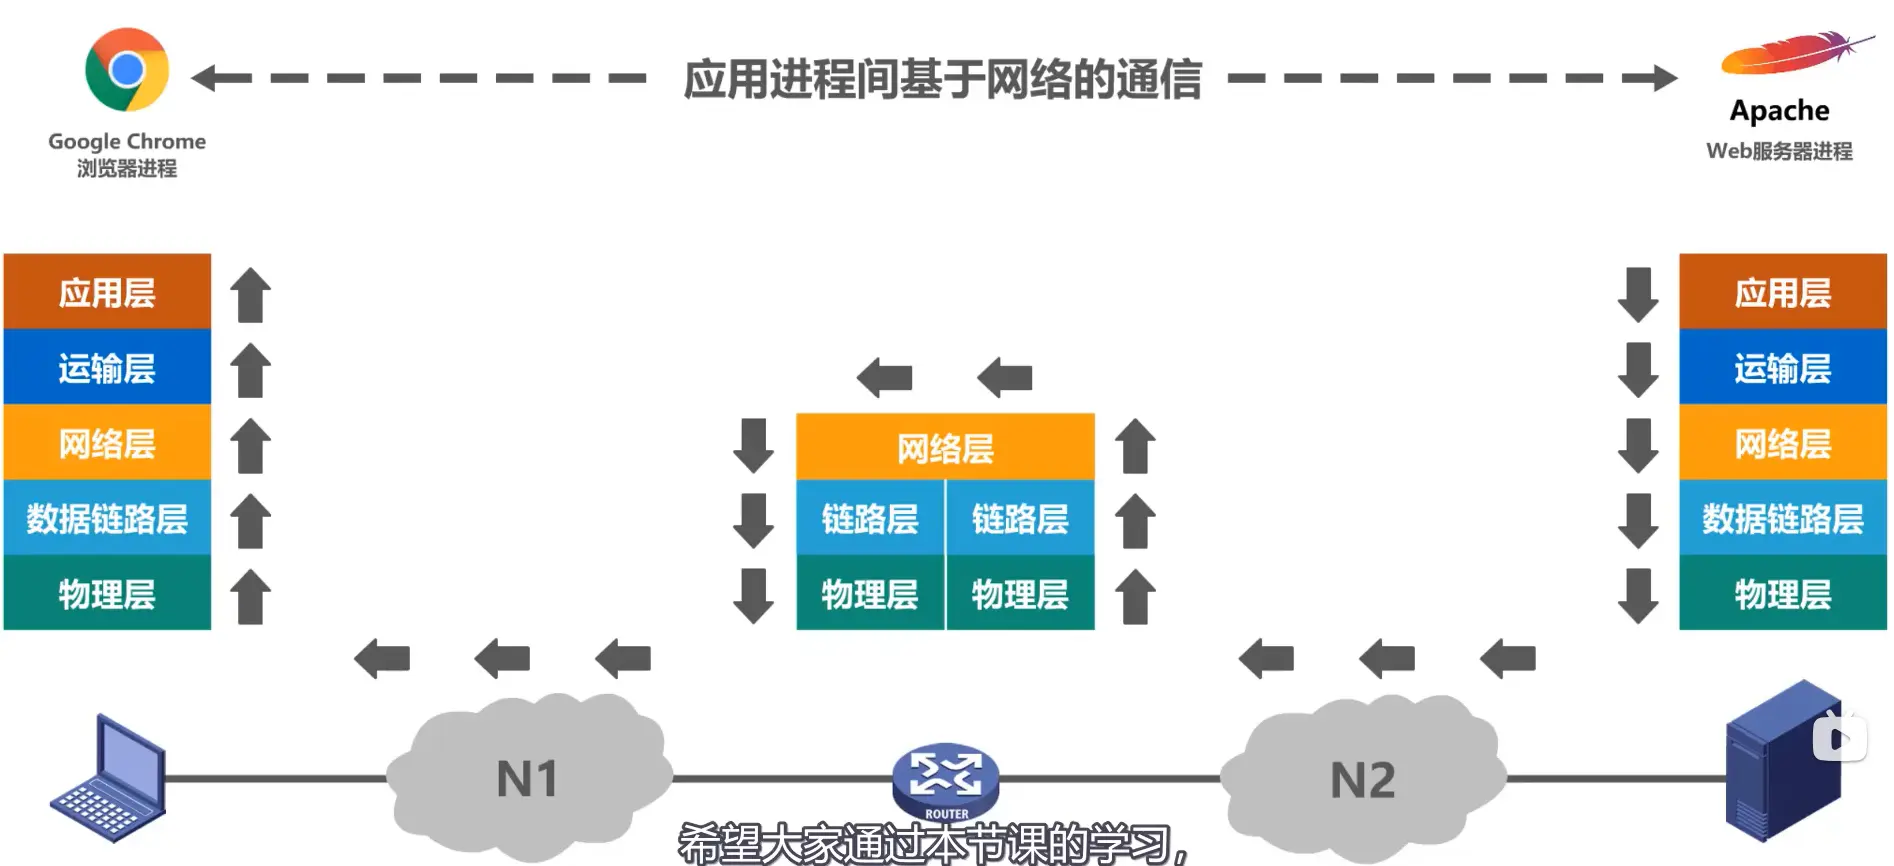 应用进程间基于网络的通信
Google Chrome
浏览器进程
Apache
Web服务器进程
应用层
运输层
网络层
数据链路层
物理层
网络层
链路层 链路层
物理层 物理层
应用层
运输层
网络层
数据链路层
物理层
N1
ROUTER
N2
希望大家通过本节课的学习,